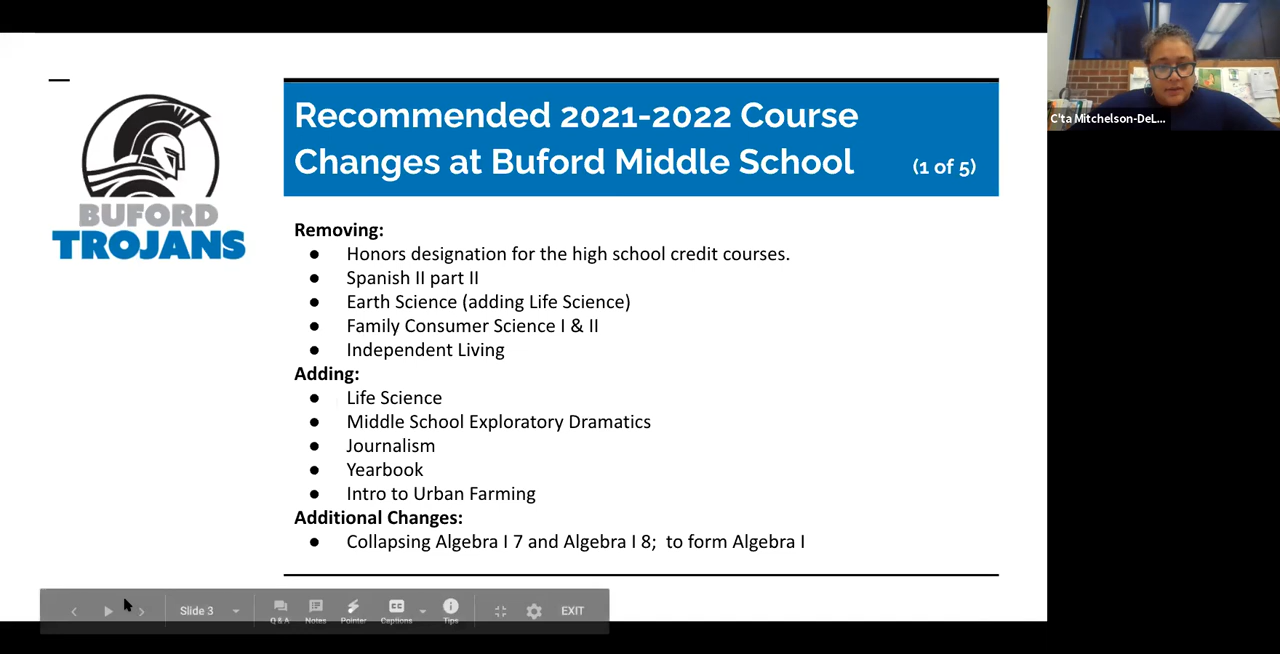 Recommended 2021-2022 Course
Changes at Buford Middle School (1 of 5)
BUFORD
TROJANS
Removing:
● Honors designation for the high school credit courses.
● Spanish II part II
● Earth Science (adding Life Science)
● Family Consumer Science I & II
● Independent Living
Adding:
● Life Science
● Middle School Exploratory Dramatics
● Journalism
● Yearbook
● Intro to Urban Farming
Additional Changes:
● Collapsing Algebra I 7 and Algebra I 8;  to form Algebra I
Slide 3
Q & A Notes Pointer Captions Tips
EXIT
C'ta Mitchelson-DeL...